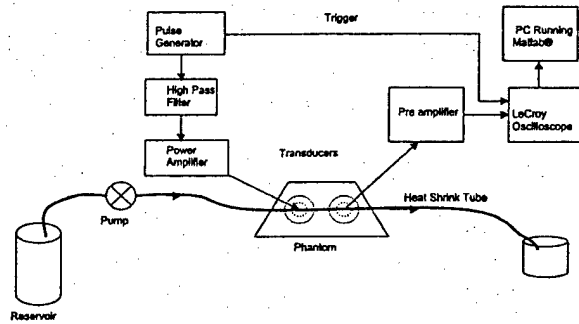 Trigger
Pulse
Generator
PC Running
Matlab®
High Pass
Filter
Pre amplifier
LeCroy
Oscilloscope
Power
Amplifier
Transducers
Heat Shrink Tube
Pump
Phantom
Reservoir